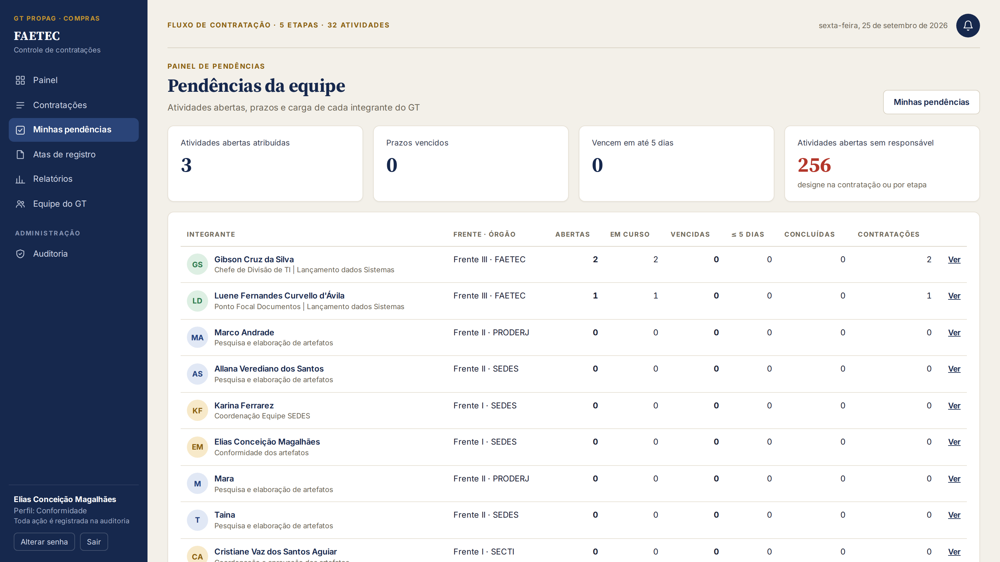 GT PROPAG · COMPRAS
FAETEC
Controle de contratações
Painel
Contratações
Minhas pendências
Atas de registro
Relatórios
Equipe do GT
ADMINISTRAÇÃO
Auditoria
Elias Conceição Magalhães
Perfil: Conformidade
Toda ação é registrada na auditoria
Alterar senha Sair
FLUXO DE CONTRATAÇÃO · 5 ETAPAS · 32 ATIVIDADES
sexta-feira, 25 de setembro de 2026
PAINEL DE PENDÊNCIAS
Pendências da equipe
Atividades abertas, prazos e carga de cada integrante do GT
Minhas pendências
Atividades abertas atribuídas
3
Prazos vencidos
0
Vencem em até 5 dias
0
Atividades abertas sem responsável
256
designe na contratação ou por etapa
INTEGRANTE FRENTE · ÓRGÃO ABERTAS EM CURSO VENCIDAS ≤ 5 DIAS CONCLUÍDAS CONTRATAÇÕES
GS Gibson Cruz da Silva Frente III · FAETEC 2 2 0 0 0 2 Ver
Chefe de Divisão de TI | Lançamento dados Sistemas
LD Luene Fernandes Curvello d'Ávila Frente III · FAETEC 1 1 0 0 0 1 Ver
Ponto Focal Documentos | Lançamento dados Sistemas
MA Marco Andrade Frente II · PRODERJ 0 0 0 0 0 0 Ver
Pesquisa e elaboração de artefatos
AS Allana Verediano dos Santos Frente II · SEDES 0 0 0 0 0 0 Ver
Pesquisa e elaboração de artefatos
KF Karina Ferrarez Frente I · SEDES 0 0 0 0 0 0 Ver
Coordenação Equipe SEDES
EM Elias Conceição Magalhães Frente I · SEDES 0 0 0 0 0 0 Ver
Conformidade dos artefatos
M Mara Frente II · PRODERJ 0 0 0 0 0 0 Ver
Pesquisa e elaboração de artefatos
T Taina Frente II · SEDES 0 0 0 0 0 0 Ver
Pesquisa e elaboração de artefatos
CA Cristiane Vaz dos Santos Aguiar Frente I · SECTI 0 0 0 0 0 0 Ver